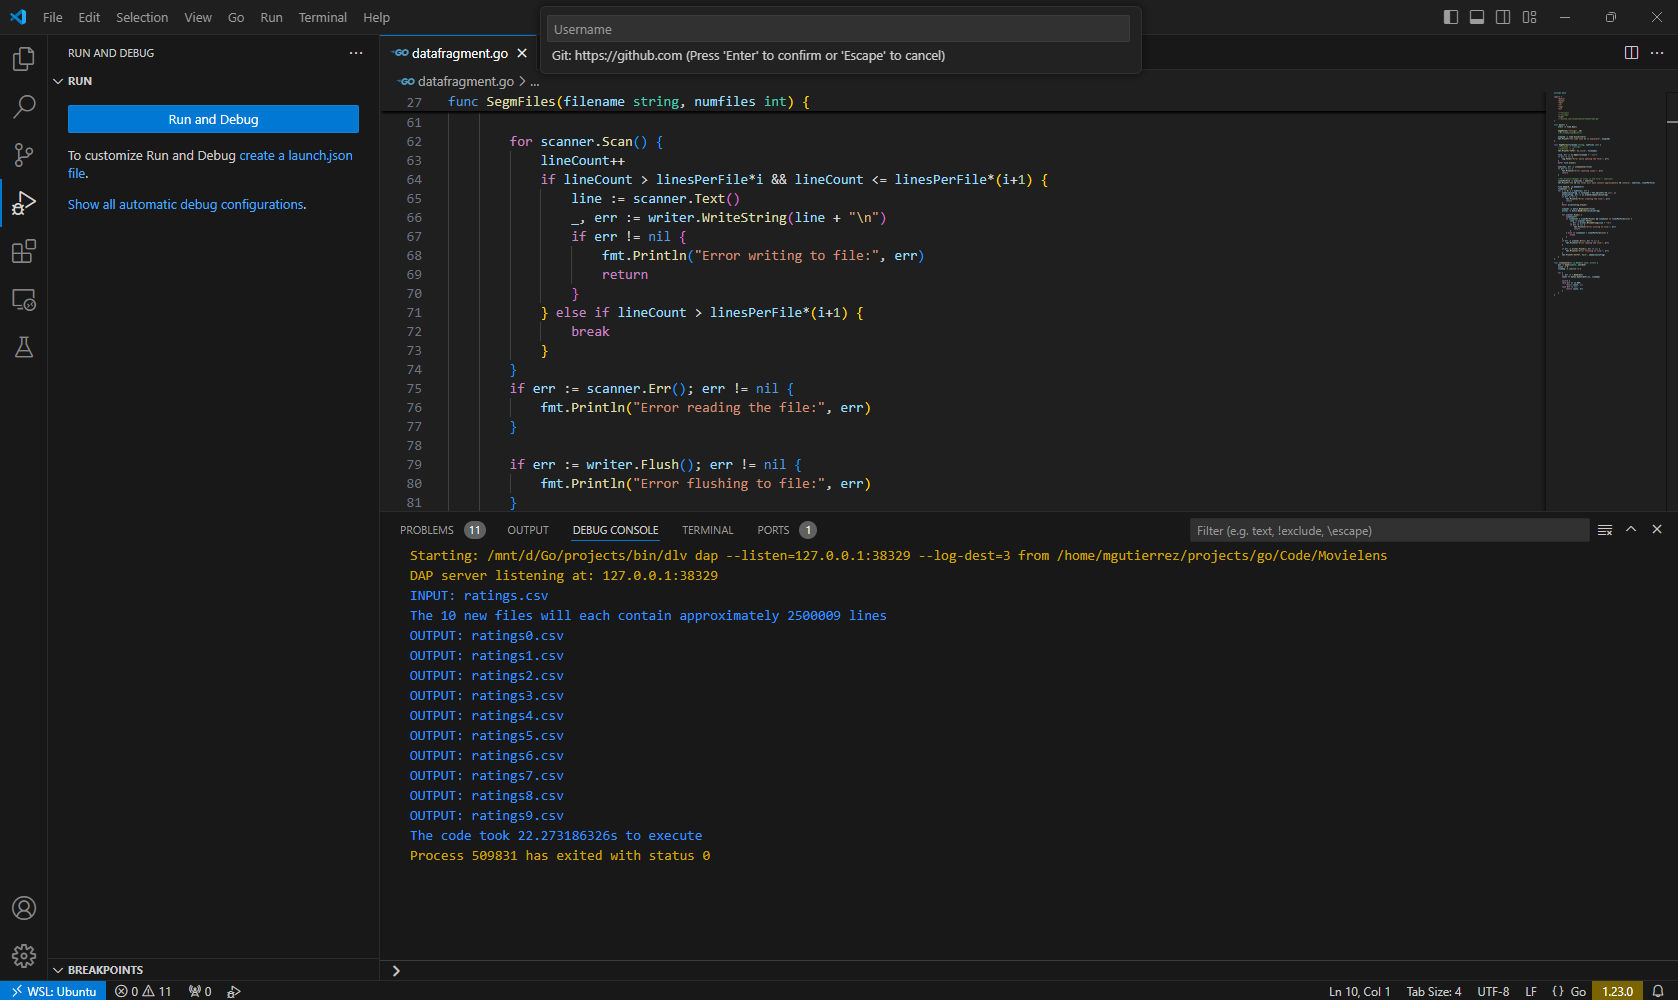 File Edit Selection View Go Run Terminal Help
Username
Git: https://github.com (Press 'Enter' to confirm or 'Escape' to cancel)
RUN AND DEBUG ···
RUN
Run and Debug
To customize Run and Debug create a launch.json
file.
Show all automatic debug configurations.
GO datafragment.go ×
GO datafragment.go > ...
27 func SegmFiles(filename string, numfiles int) {
61
62 for scanner.Scan() {
63 lineCount++
64 if lineCount > linesPerFile*i && lineCount <= linesPerFile*(i+1) {
65 line := scanner.Text()
66 _, err := writer.WriteString(line + "\n")
67 if err != nil {
68 fmt.Println("Error writing to file:", err)
69 return
70 }
71 } else if lineCount > linesPerFile*(i+1) {
72 break
73 }
74 }
75 if err := scanner.Err(); err != nil {
76 fmt.Println("Error reading the file:", err)
77 }
78
79 if err := writer.Flush(); err != nil {
80 fmt.Println("Error flushing to file:", err)
81 }
PROBLEMS 11 OUTPUT DEBUG CONSOLE TERMINAL PORTS 1
Filter (e.g. text, !exclude, \escape)
Starting: /mnt/d/Go/projects/bin/dlv dap --listen=127.0.0.1:38329 --log-dest=3 from /home/mgutierrez/projects/go/Code/Movielens
DAP server listening at: 127.0.0.1:38329
INPUT: ratings.csv
The 10 new files will each contain approximately 2500009 lines
OUTPUT: ratings0.csv
OUTPUT: ratings1.csv
OUTPUT: ratings2.csv
OUTPUT: ratings3.csv
OUTPUT: ratings4.csv
OUTPUT: ratings5.csv
OUTPUT: ratings6.csv
OUTPUT: ratings7.csv
OUTPUT: ratings8.csv
OUTPUT: ratings9.csv
The code took 22.273186326s to execute
Process 509831 has exited with status 0
BREAKPOINTS
>
WSL: Ubuntu 0 11 0 Ln 10, Col 1 Tab Size: 4 UTF-8 LF {} Go 1.23.0